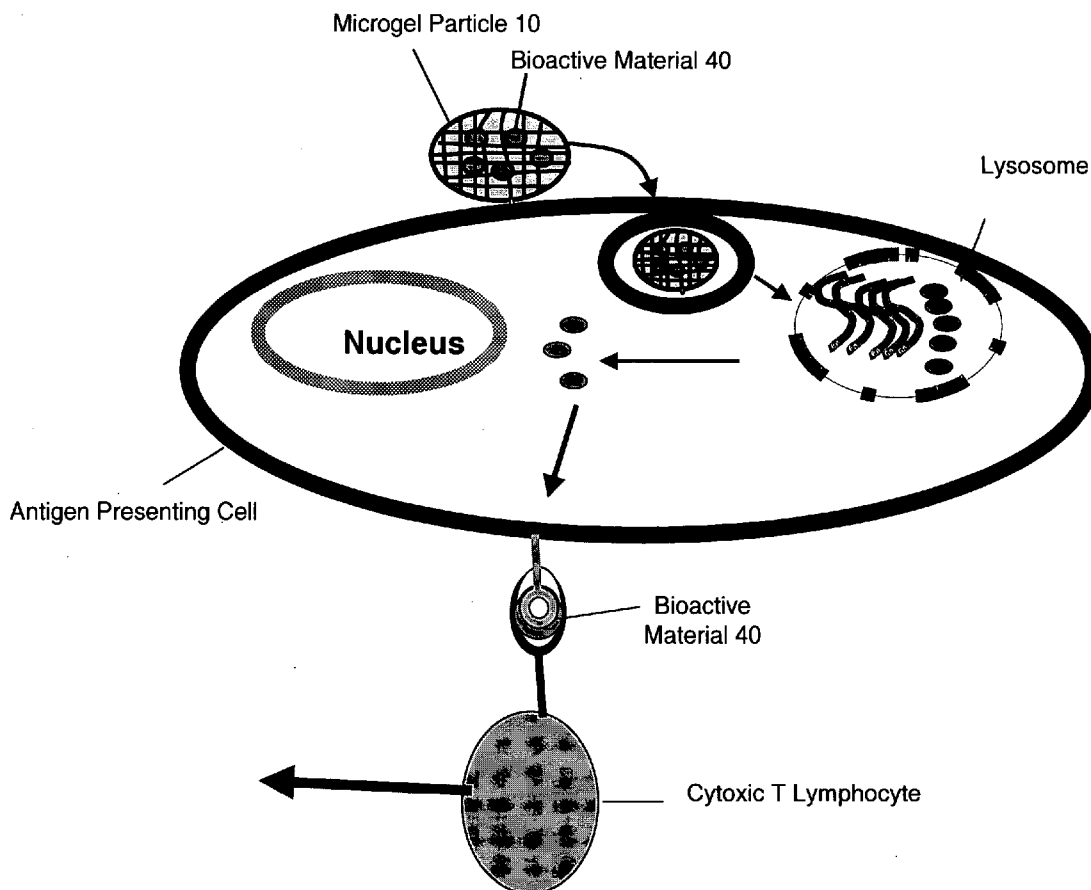 Microgel Particle 10
Bioactive Material 40
Lysosome
Nucleus
Antigen Presenting Cell
Bioactive
Material 40
Cytoxic T Lymphocyte